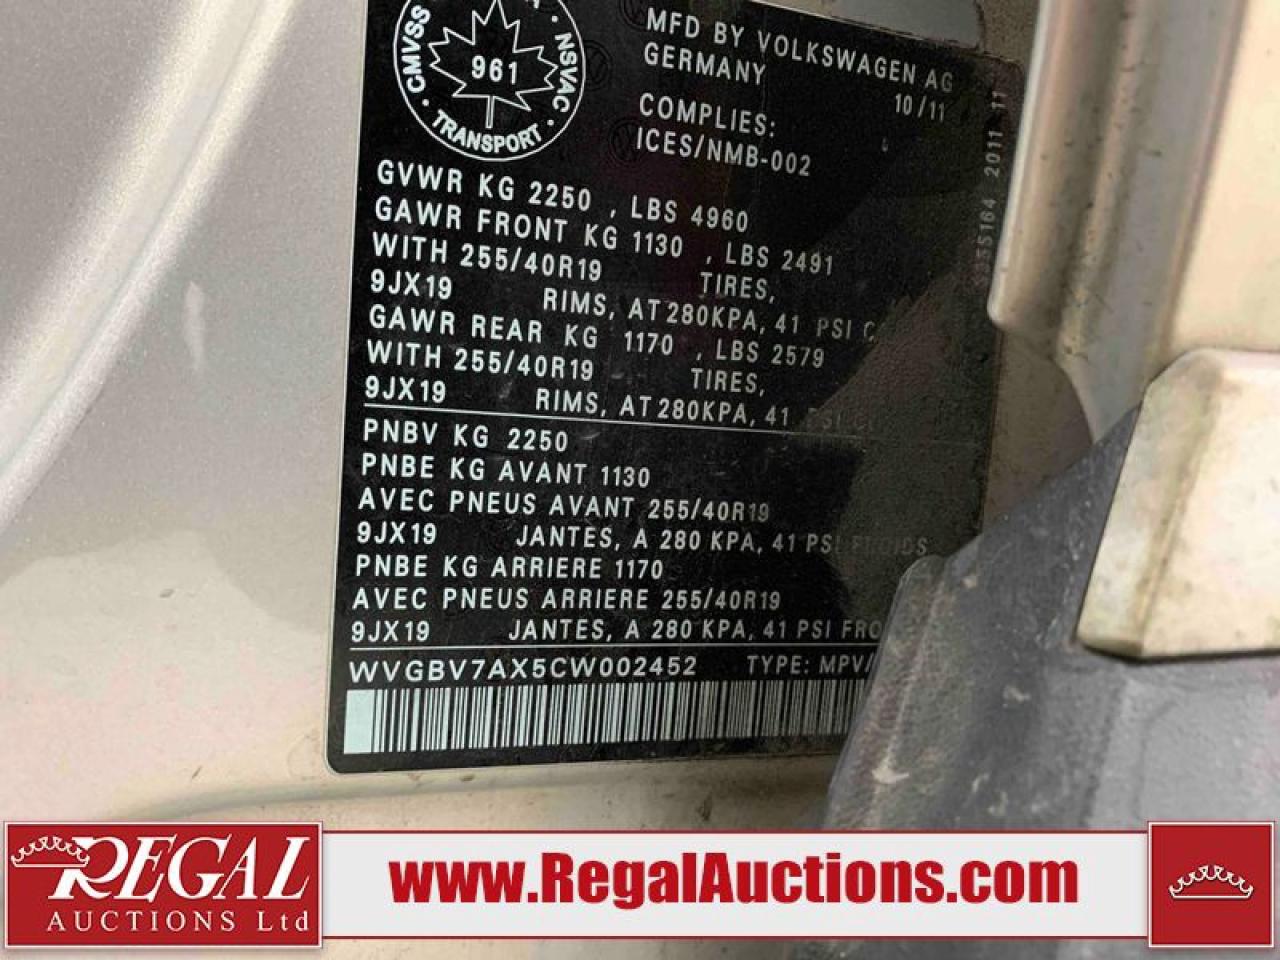 CMVSS
NSVAC
961
TRANSPORT
MFD BY VOLKSWAGEN AG
GERMANY 10/11
COMPLIES:
ICES/NMB-002
GVWR KG 2250 , LBS 4960
GAWR FRONT KG 1130 , LBS 2491
WITH 255/40R19 TIRES,
9JX19 RIMS, AT 280KPA, 41 PSI
GAWR REAR KG 1170 , LBS 2579
WITH 255/40R19 TIRES,
9JX19 RIMS, AT 280KPA, 41 PSI
PNBV KG 2250
PNBE KG AVANT 1130
AVEC PNEUS AVANT 255/40R19
9JX19 JANTES, A 280 KPA, 41 PSI FROIDS
PNBE KG ARRIERE 1170
AVEC PNEUS ARRIERE 255/40R19
9JX19 JANTES, A 280 KPA, 41 PSI FRO
WVGBV7AX5CW002452 TYPE: MPV/
2011 11
REGAL
AUCTIONS Ltd
www.RegalAuctions.com